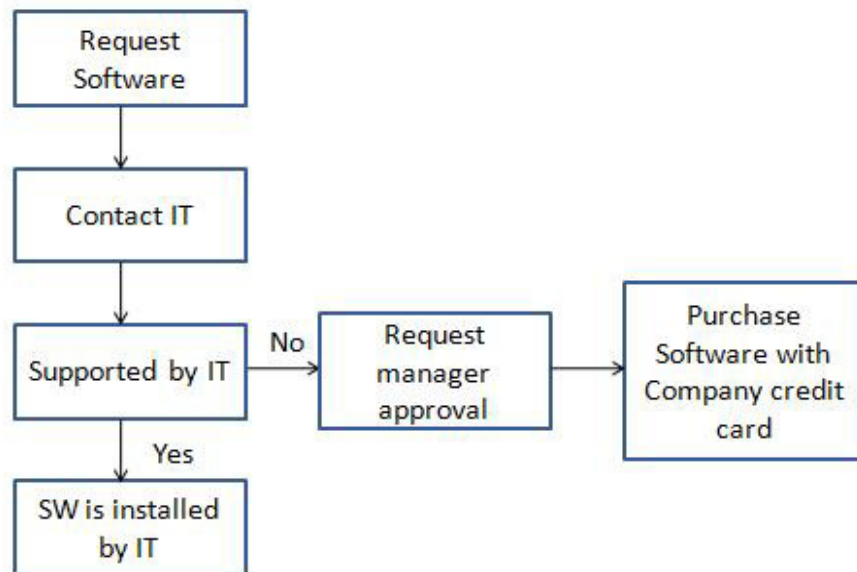 Request
Software
Contact IT
Supported by IT
No
Request
manager
approval
Purchase
Software with
Company credit
card
Yes
SW is installed
by IT